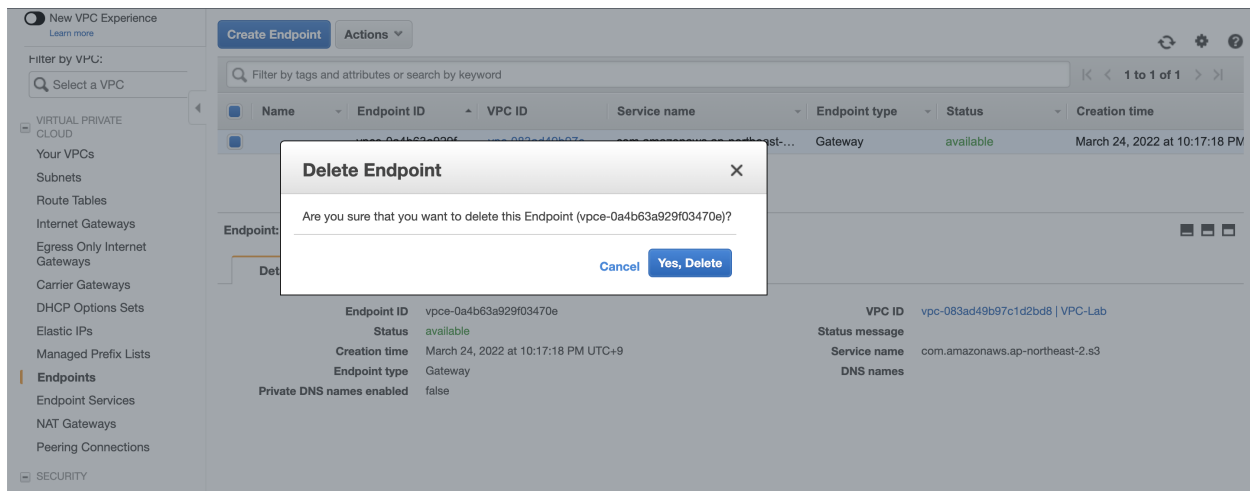 New VPC Experience
Learn more
Filter by VPC:
Select a VPC
VIRTUAL PRIVATE
CLOUD
Your VPCs
Subnets
Route Tables
Internet Gateways
Egress Only Internet
Gateways
Carrier Gateways
DHCP Options Sets
Elastic IPs
Managed Prefix Lists
Endpoints
Endpoint Services
NAT Gateways
Peering Connections
SECURITY
Create Endpoint Actions
Filter by tags and attributes or search by keyword
1 to 1 of 1
Name Endpoint ID VPC ID Service name Endpoint type Status Creation time
Gateway available March 24, 2022 at 10:17:18 PM
Delete Endpoint
Are you sure that you want to delete this Endpoint (vpce-0a4b63a929f03470e)?
Cancel Yes, Delete
Endpoint:
Det
Endpoint ID vpce-0a4b63a929f03470e
Status available
Creation time March 24, 2022 at 10:17:18 PM UTC+9
Endpoint type Gateway
Private DNS names enabled false
VPC ID vpc-083ad49b97c1d2bd8 | VPC-Lab
Status message
Service name com.amazonaws.ap-northeast-2.s3
DNS names